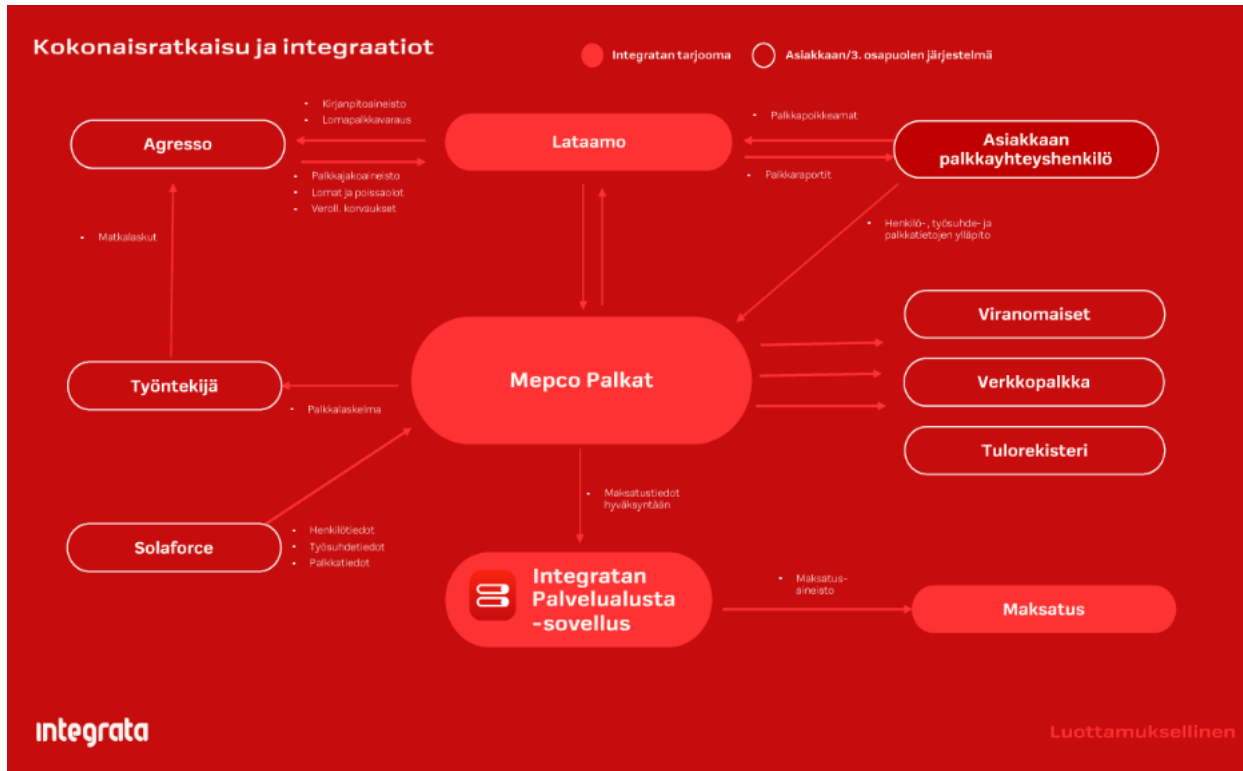 Kokonaisratkaisu ja integraatiot
Integratan tarjooma
Asiakkaan/3. osapuolen järjestelmä
• Kirjanpitoaineisto
• Lomapalkkavaraus
Agresso
Lataamo
• Palkkapoikkeamat
Asiakkaan
palkkayhteyshenkilö
• Palkkajakoaineisto
• Lomat ja poissaolot
• Veroll. korvaukset
• Palkkaraportit
• Matkalaskut
• Henkilö-, työsuhde- ja
palkkatietojen ylläpito
Viranomaiset
Työntekijä
Mepco Palkat
Verkkopalkka
• Palkkalaskelma
Tulorekisteri
• Maksatustiedot
hyväksyntään
Solaforce
• Henkilötiedot
• Työsuhdetiedot
• Palkkatiedot
Integratan
Palvelualusta
-sovellus
• Maksatus-
aineisto
Maksatus
integrata
Luottamuksellinen